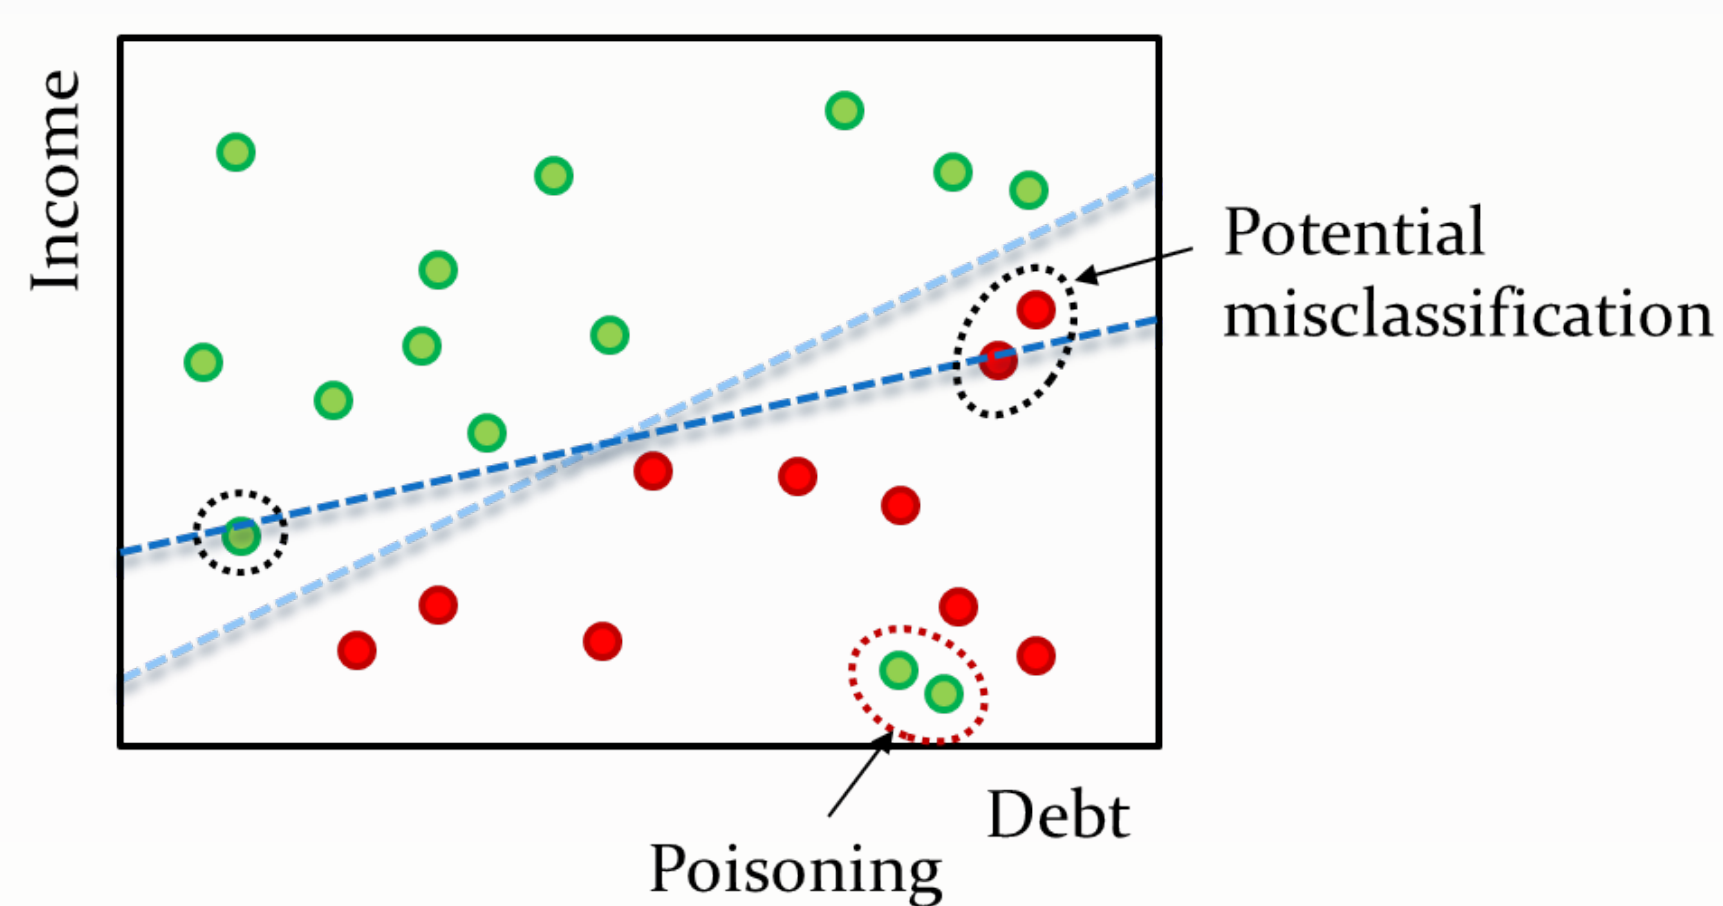 Income
Potential
misclassification
Debt
Poisoning